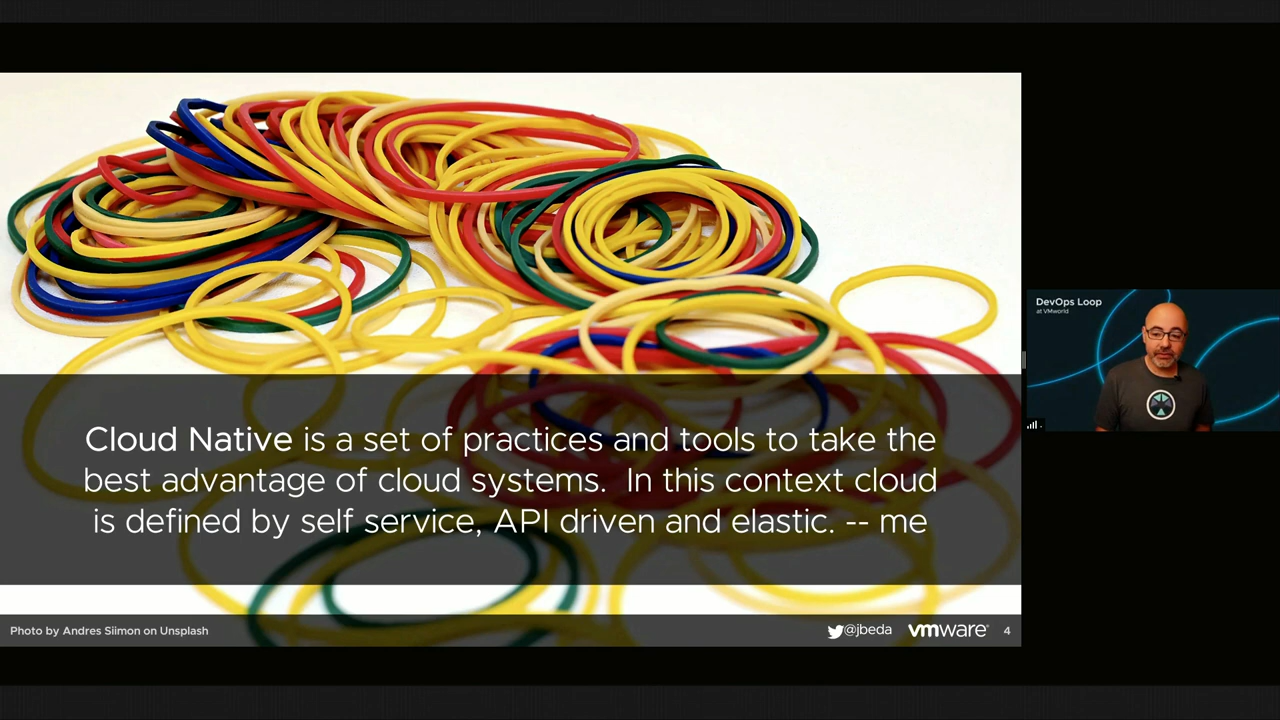 Cloud Native is a set of practices and tools to take the
best advantage of cloud systems.  In this context cloud
is defined by self service, API driven and elastic. -- me
Photo by Andres Siimon on Unsplash
@jbeda
vmware®
4
DevOps Loop
at VMworld